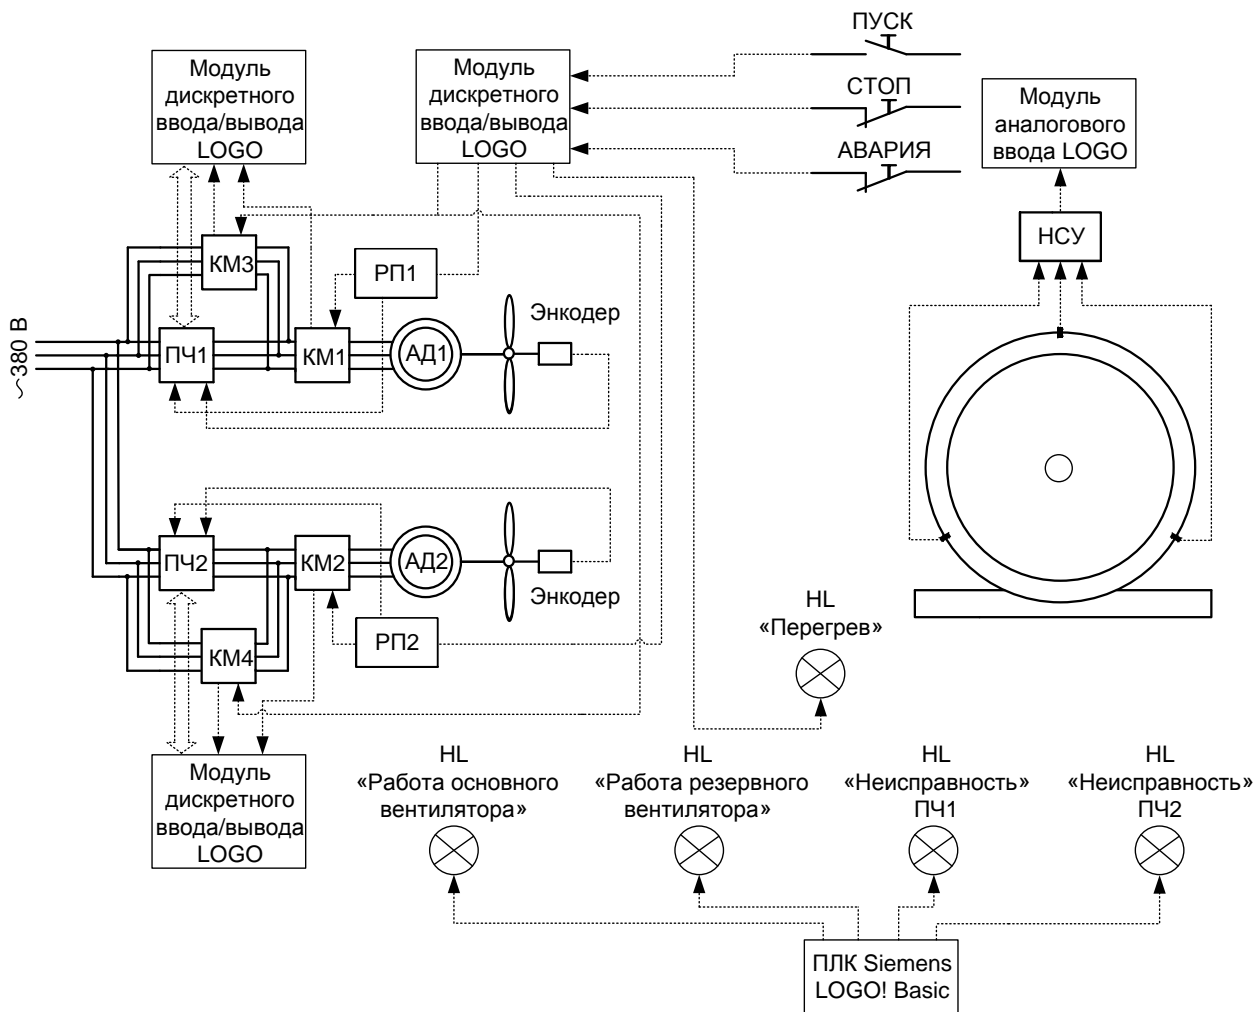 ПУСК
Модуль
дискретного
ввода/вывода
LOGO
Модуль
дискретного
ввода/вывода
LOGO
СТОП
Модуль
аналогового
ввода LOGO
АВАРИЯ
НСУ
КМ3
РП1
Энкодер
~380 В
ПЧ1
КМ1
АД1
ПЧ2
КМ2
АД2
Энкодер
КМ4
РП2
HL
«Перегрев»
Модуль
дискретного
ввода/вывода
LOGO
HL
«Работа основного
вентилятора»
HL
«Работа резервного
вентилятора»
HL
«Неисправность»
ПЧ1
HL
«Неисправность»
ПЧ2
ПЛК Siemens
LOGO! Basic